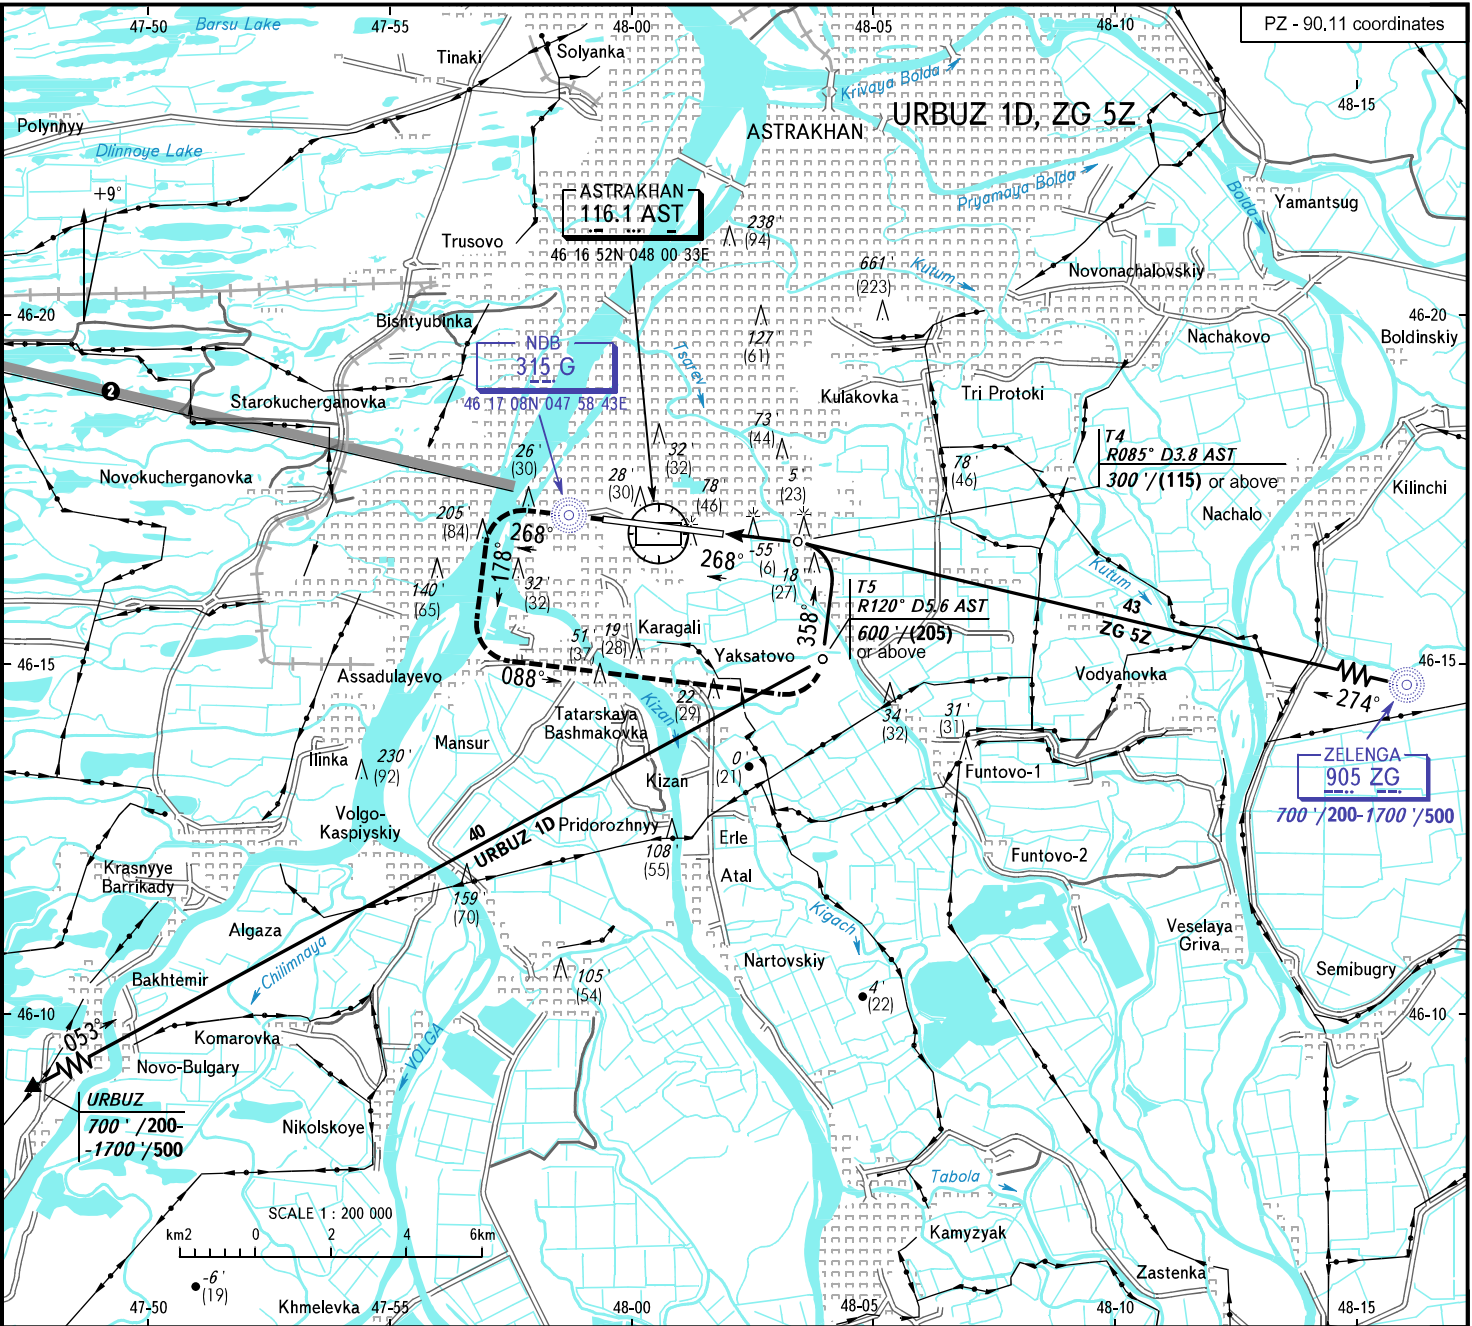 47-50
47-55
48-00
48-05
48-10
PZ - 90.11 coordinates
Barsu Lake
Tinaki
Solyanka
Krivaya Bolda
48-15
Polynhyy
URBUZ 1D, ZG 5Z
ASTRAKHAN
Dlinnoye Lake
+9°
ASTRAKHAN
116.1 AST
46 16 52N 048 00 33E
Pryamaya Bolda
Bolda
Yamantsug
Trusovo
238'
(94)
661'
(223)
Kutum
Novonachalovskiy
46-20
Bishtyubinka
127
(61)
46-20
Nachakovo
Boldinskiy
NDB
315 G
46 17 08N 047 58 43E
Tsarev
2
Starokucherganovka
Kulakovka
Tri Protoki
73
(44)
T4
R085° D3.8 AST
300 '/(115) or above
26'
(30)
32'
(32)
Novokucherganovka
28'
(30)
78
(46)
5'
(23)
78'
(46)
Kilinchi
Nachalo
205'
(84)
268°
268°
-55'
(6)
178°
140'
(65)
32'
(32)
18
(27)
T5
R120° D5.6 AST
600 '/(205)
or above
358°
Kutum
43
ZG 5Z
51'
(37)
19'
(28)
Karagali
Yaksatovo
46-15
46-15
Assadulayevo
088°
Vodyahovka
274°
Kizan
22
(29)
Tatarskaya
Bashmakovka
34
(32)
31'
(31)
Mansur
Ilinka
230'
(92)
Kizan
0'
(21)
Funtovo-1
ZELENGA
905 ZG
700 '/200-1700 '/500
Volgo-
Kaspiyskiy
40
URBUZ 1D
Pridorozhnyy
Erle
108'
(55)
Funtovo-2
Krasnyye
Barrikady
Atal
159'
(70)
Kigach
Algaza
Veselaya
Griva
Chilimnaya
Bakhtemir
105'
(54)
Nartovskiy
Semibugry
4'
(22)
46-10
46-10
053°
Komarovka
VOLGA
Novo-Bulgary
URBUZ
700 ' /200-
-1700 '/500
Nikolskoye
Tabola
SCALE 1 : 200 000
km2 0 2 4 6km
Kamyzyak
-6'
(19)
Zastenka
47-50
Khmelevka
47-55
48-00
48-05
48-10
48-15